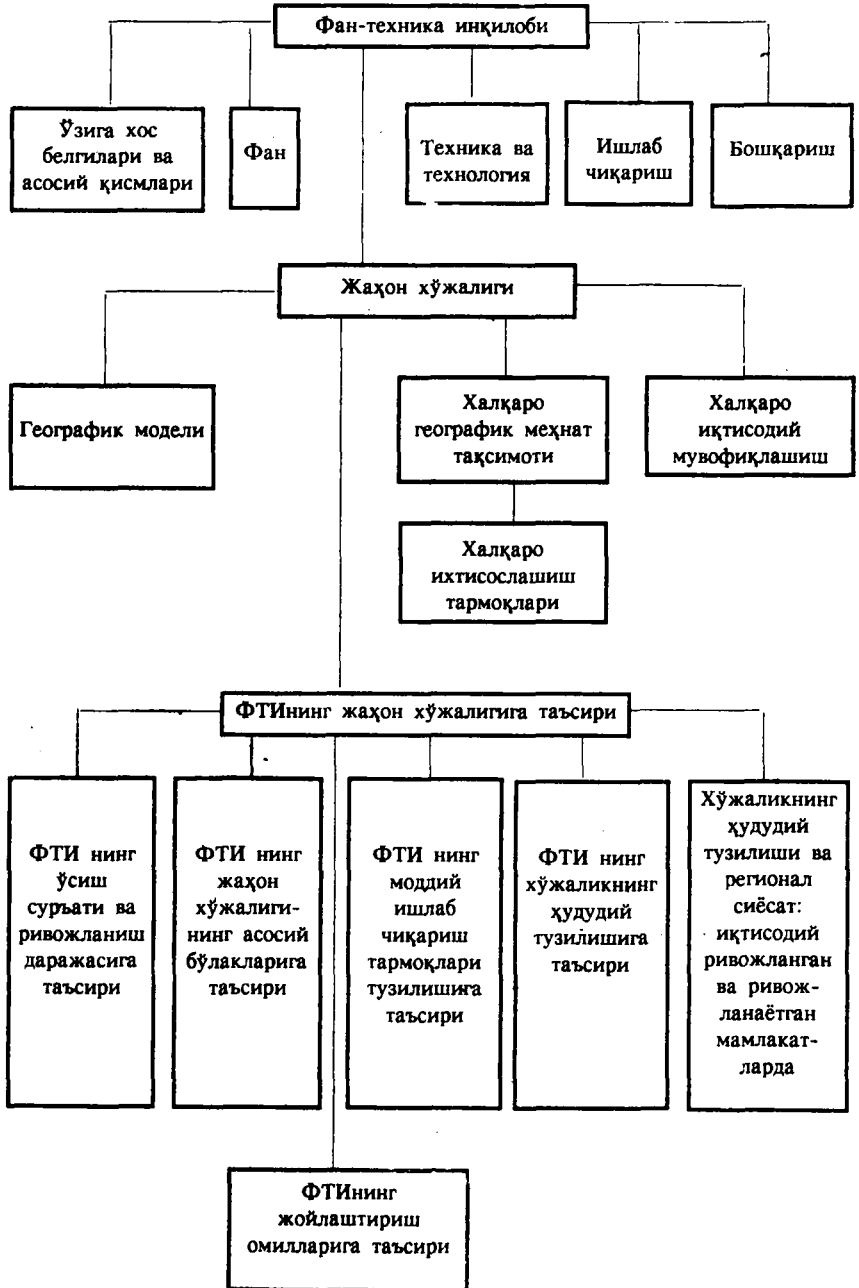 Фан-техника инқилоби
Ўзига хос
белгилари ва
асосий қисмлари
Фан
Техника ва
технология
Ишлаб
чиқариш
Бошқариш
Жаҳон хўжалиги
Географик модели
Халқаро
географик меҳнат
тақсимоти
Халқаро
иқтисодий
мувофиқлашиш
Халқаро
ихтисослашиш
тармоқлари
ФТИнинг жаҳон хўжалигига таъсири
ФТИ нинг
ўсиш
суръати ва
ривожланиш
даражасига
таъсири
ФТИ нинг
жаҳон
хўжалиги-
нинг асосий
бўлакларига
таъсири
ФТИ нинг
моддий
ишлаб
чиқариш
тармоқлари
тузилишига
таъсири
ФТИ нинг
хўжаликнинг
ҳудудий
тузилишига
таъсири
Хўжаликнинг
ҳудудий
тузилиши ва
регионал
сиёсат:
иқтисодий
ривожланган
ва ривож-
ланаётган
мамлакат-
ларда
ФТИнинг
жойлаштириш
омилларига таъсири